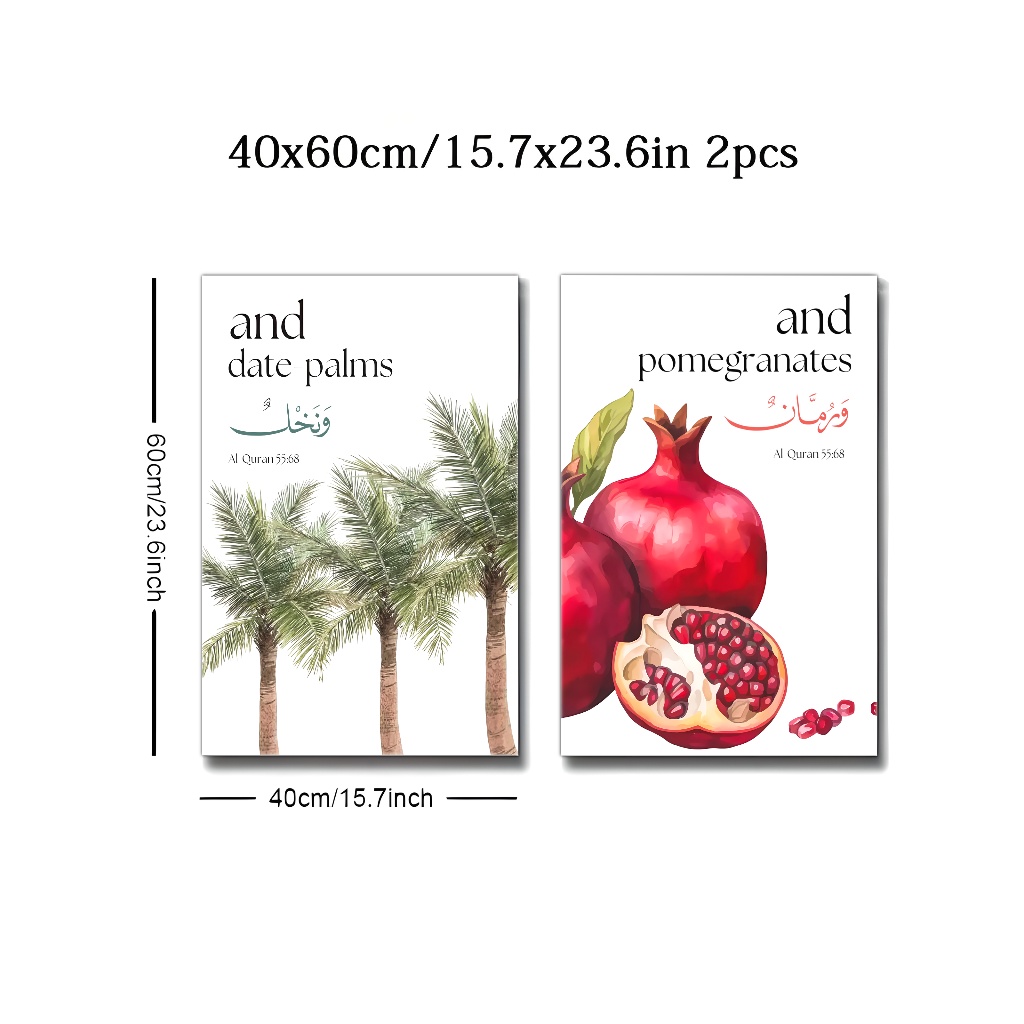 40x60cm/15.7x23.6in 2pcs
and
date palms
وَنَخْلٌ
Al Quran 55:68
and
pomegranates
وَرُمَّانٌ
Al Quran 55:68
60cm/23.6inch
40cm/15.7inch